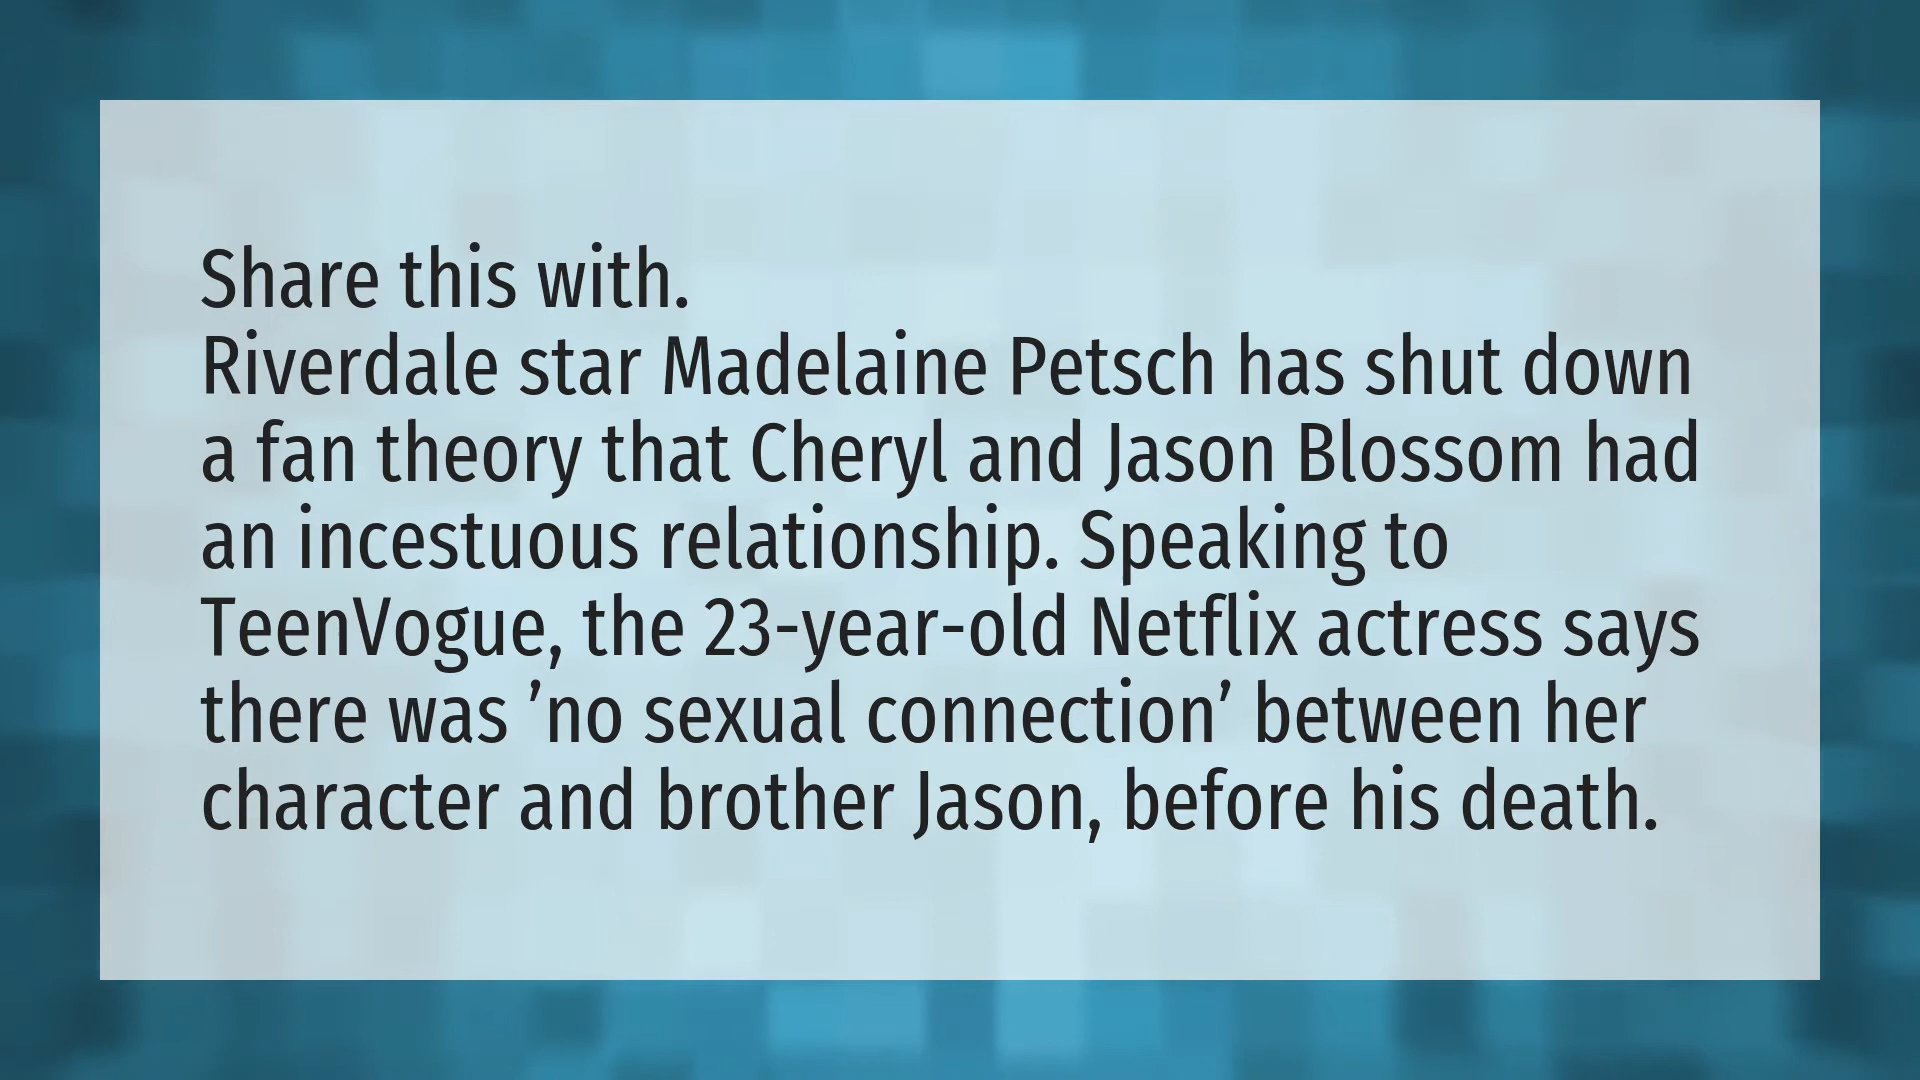 Share this with.
Riverdale star Madelaine Petsch has shut down
a fan theory that Cheryl and Jason Blossom had
an incestuous relationship. Speaking to
TeenVogue, the 23-year-old Netflix actress says
there was ’no sexual connection’ between her
character and brother Jason, before his death.